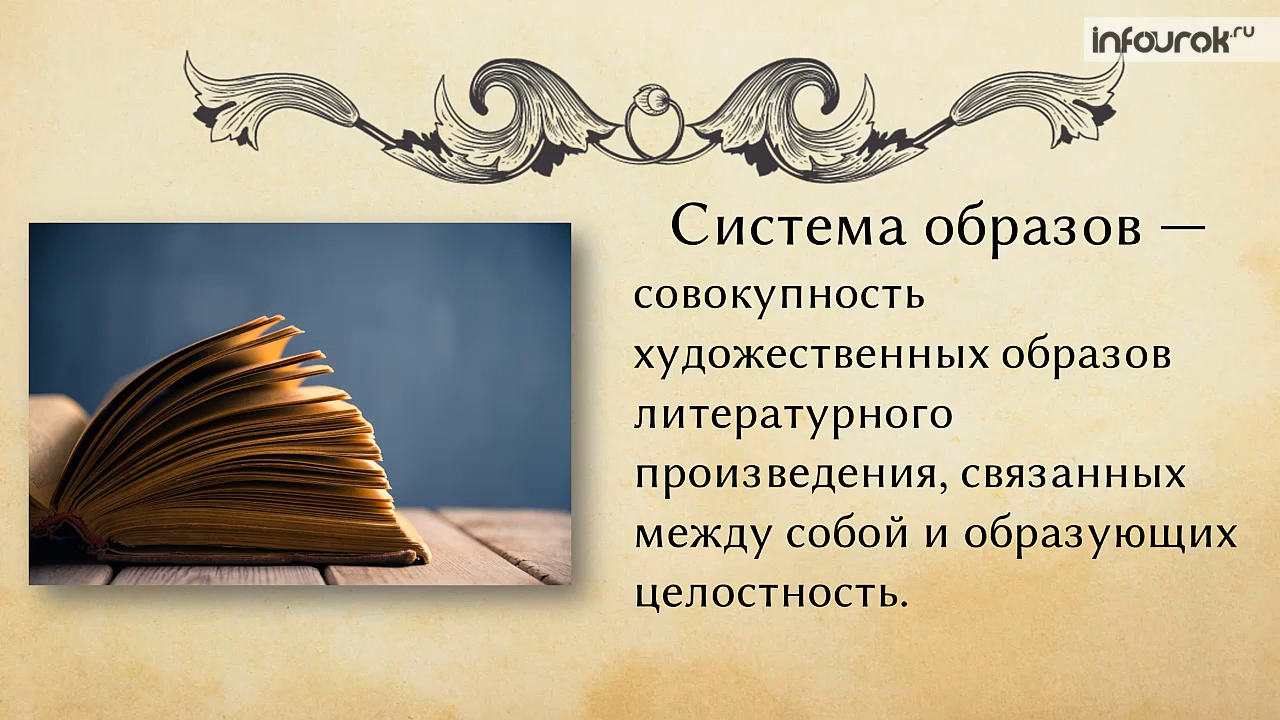 infourok.ru
Система образов —
совокупность
художественных образов
литературного
произведения, связанных
между собой и образующих
целостность.